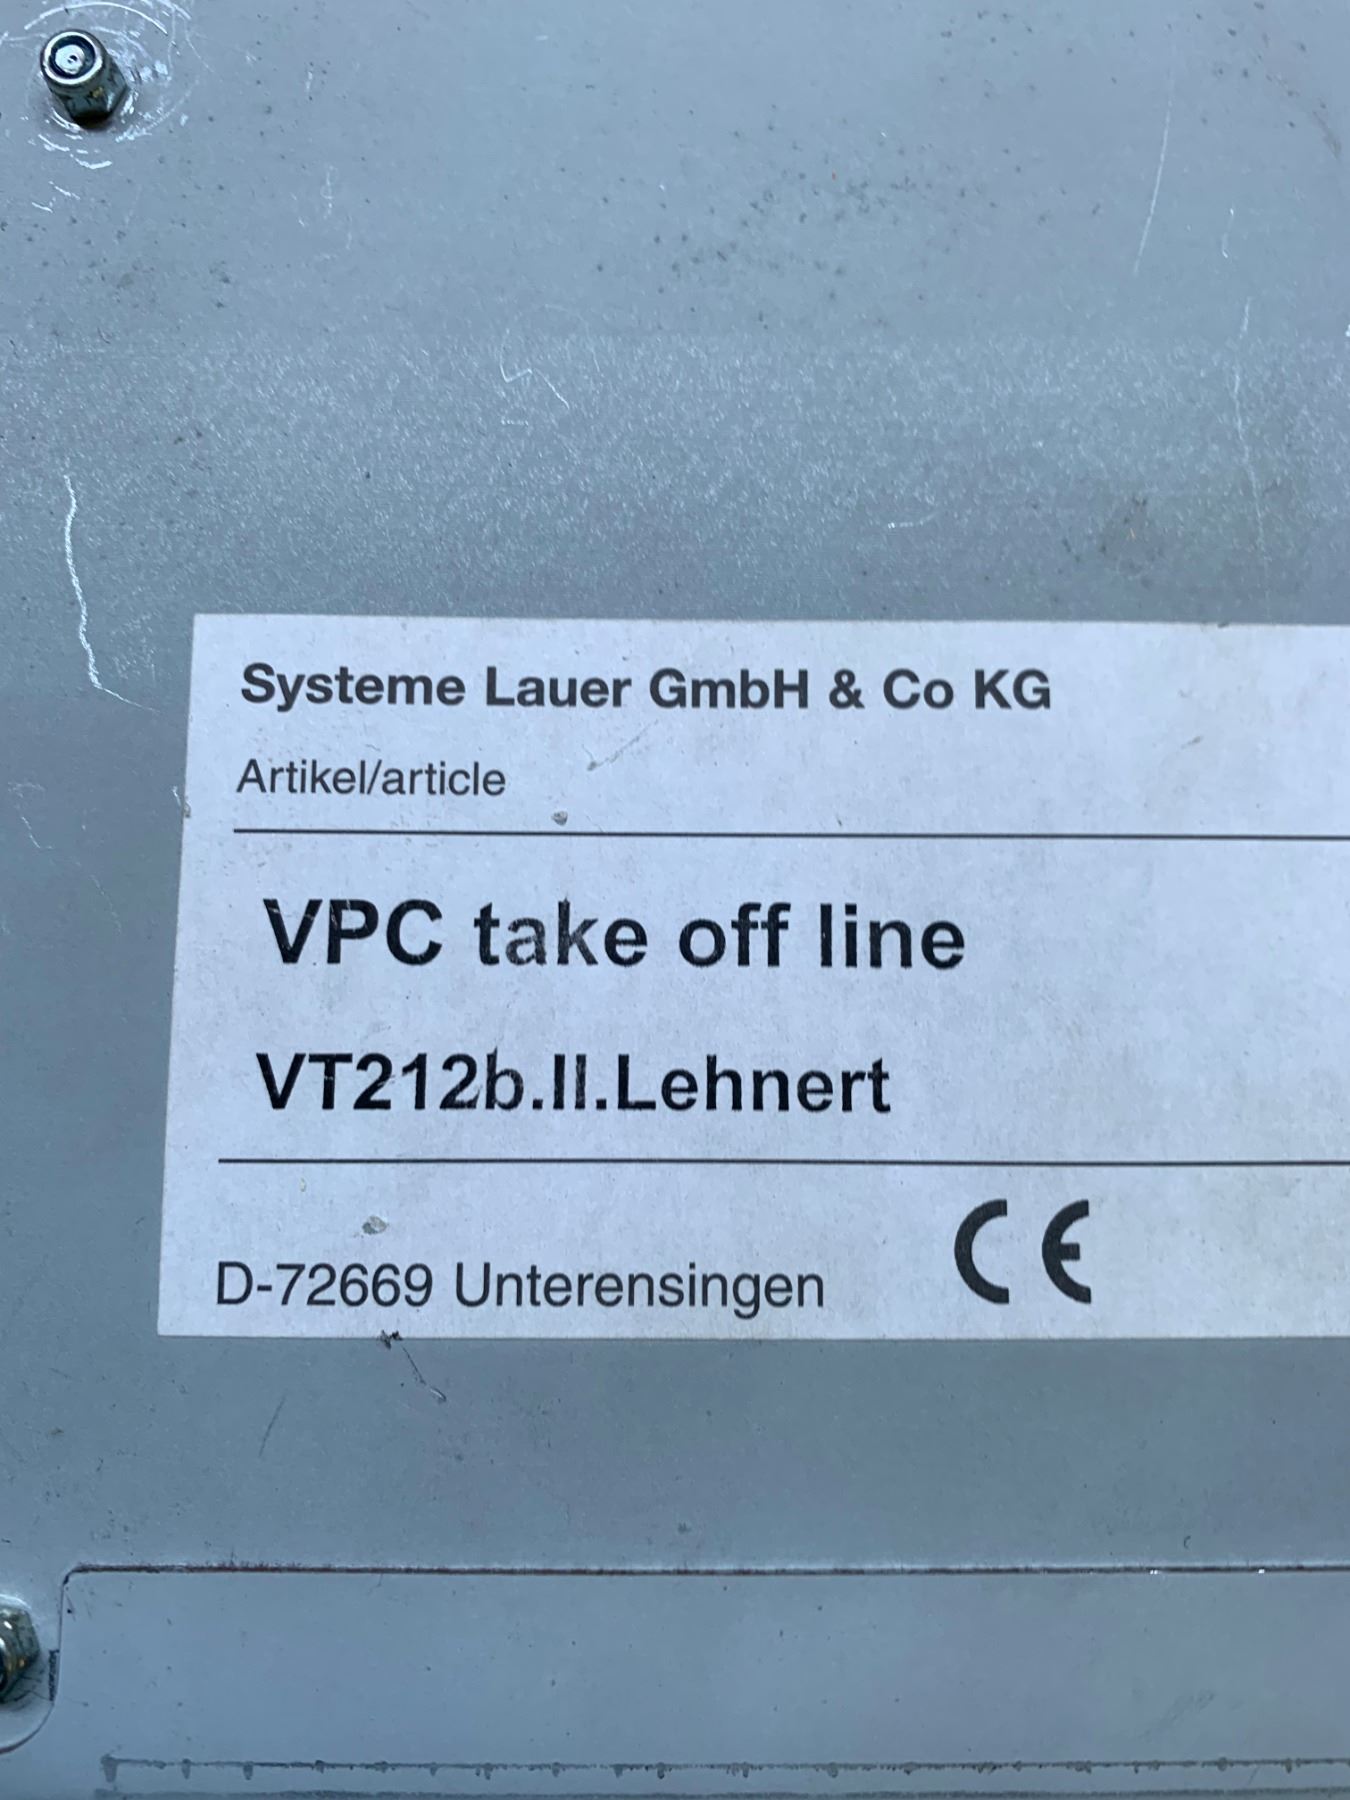 Systeme Lauer GmbH & Co KG
Artikel/article
VPC take off line
VT212b.II.Lehnert
D-72669 Unterensingen CE